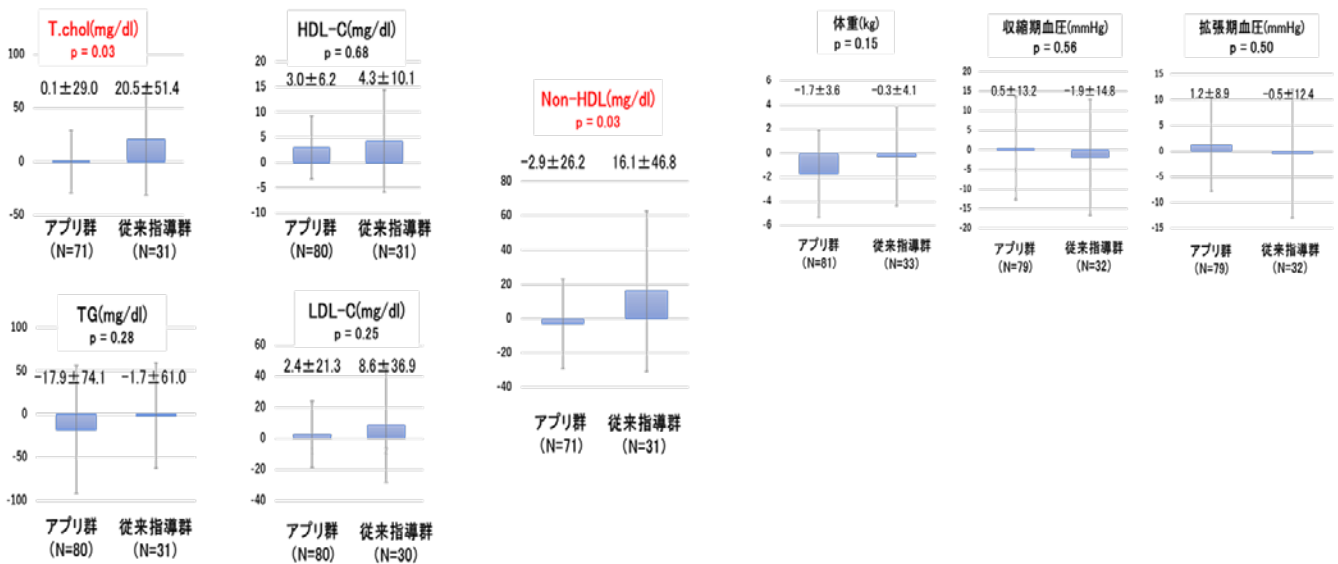 T.chol(mg/dl)
p = 0.03
100
50
0
-50
0.1±29.0 20.5±51.4
アプリ群 従来指導群
(N=71) (N=31)
HDL-C(mg/dl)
p = 0.68
20
15
10
5
0
-5
-10
3.0±6.2 4.3±10.1
アプリ群 従来指導群
(N=80) (N=31)
TG(mg/dl)
p = 0.28
100
50
0
-50
-100
−17.9±74.1 −1.7±61.0
アプリ群 従来指導群
(N=80) (N=31)
LDL-C(mg/dl)
p = 0.25
60
40
20
0
-20
-40
2.4±21.3 8.6±36.9
アプリ群 従来指導群
(N=80) (N=30)
Non-HDL(mg/dl)
p = 0.03
−2.9±26.2 16.1±46.8
80
60
40
20
0
-20
-40
アプリ群 従来指導群
(N=71) (N=31)
体重(kg)
p = 0.15
6
4
2
0
-2
-4
-6
−1.7±3.6 −0.3±4.1
アプリ群 従来指導群
(N=81) (N=33)
収縮期血圧(mmHg)
p = 0.56
20
15
10
5
0
-5
-10
-15
-20
0.5±13.2 −1.9±14.8
アプリ群 従来指導群
(N=79) (N=32)
拡張期血圧(mmHg)
p = 0.50
15
10
5
0
-5
-10
-15
1.2±8.9 −0.5±12.4
アプリ群 従来指導群
(N=79) (N=32)